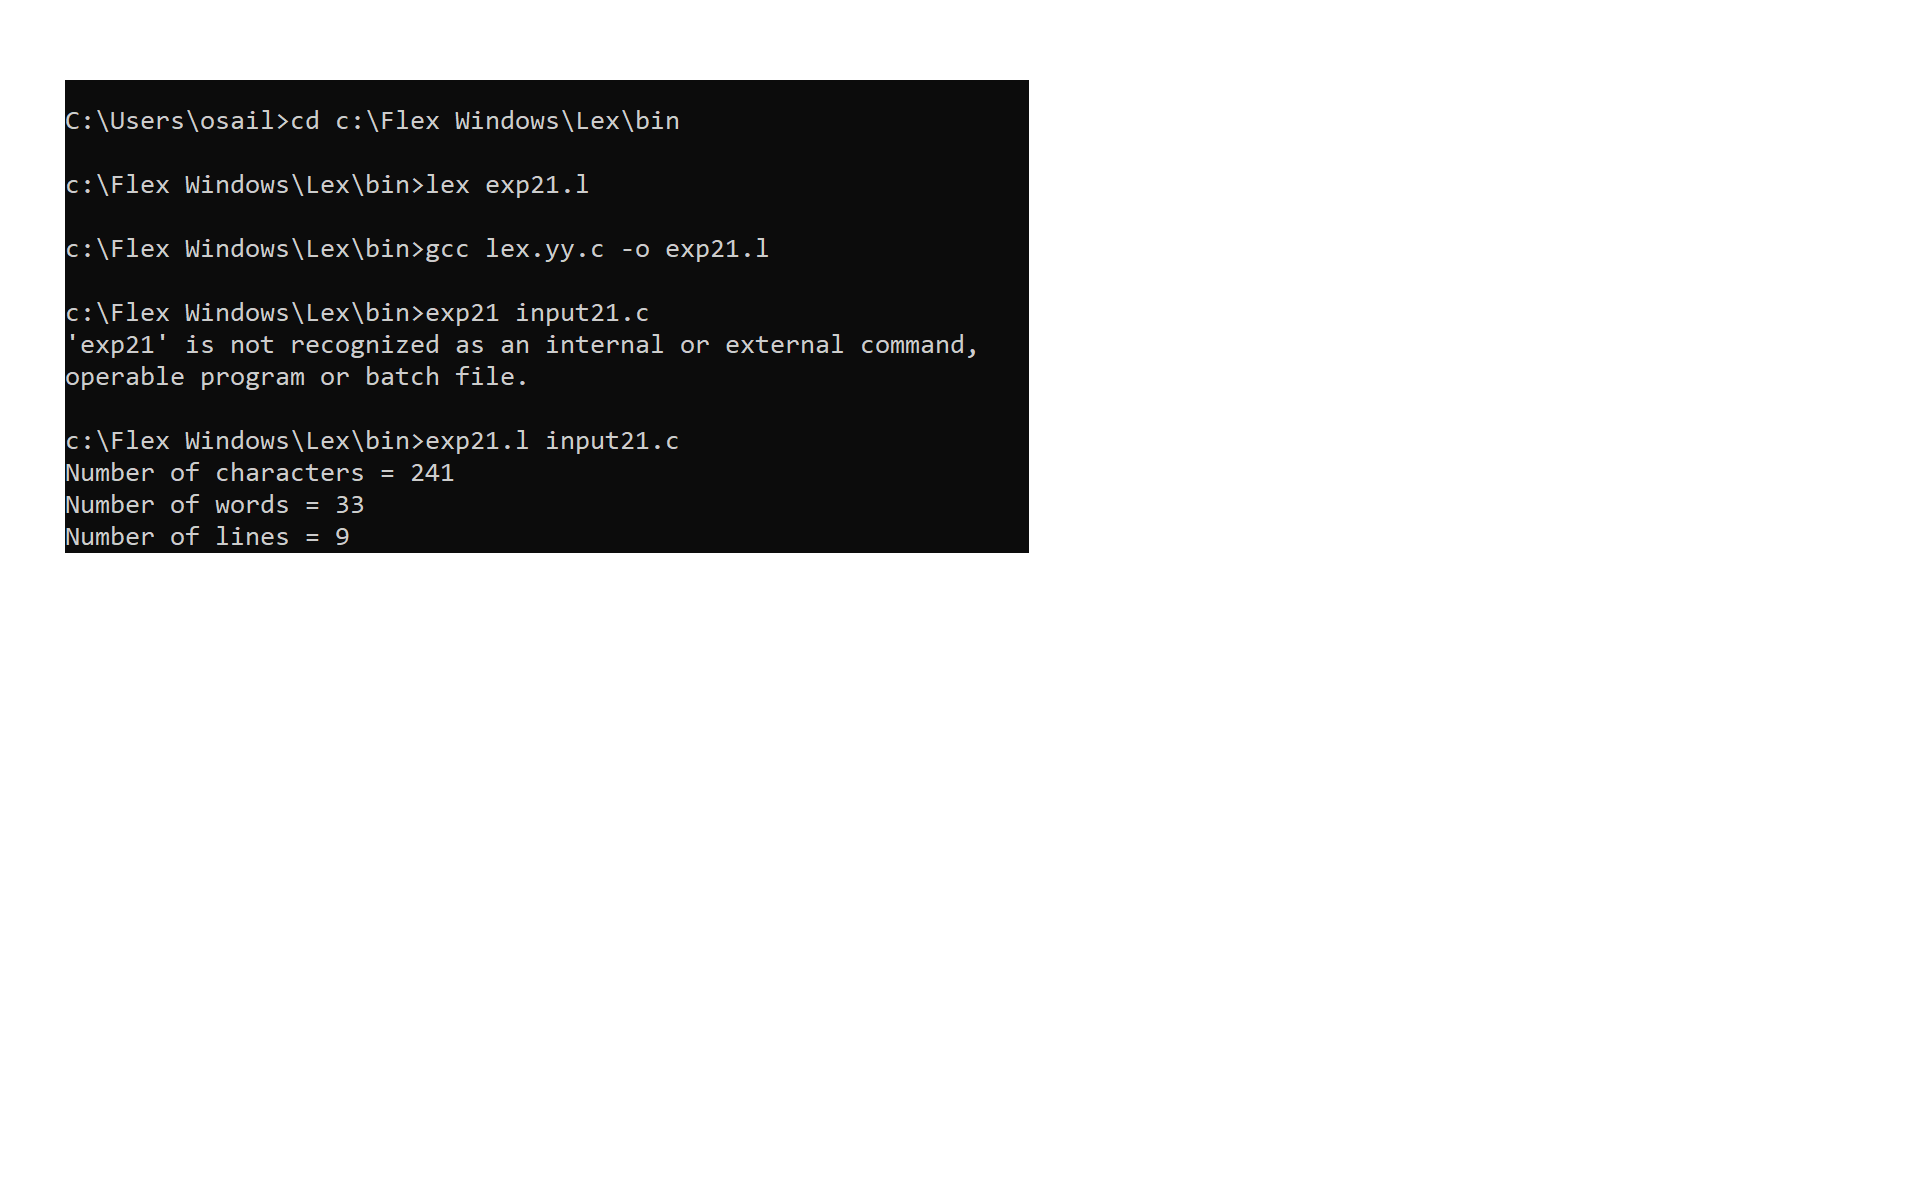 C:\Users\osail>cd c:\Flex Windows\Lex\bin
c:\Flex Windows\Lex\bin>lex exp21.l
c:\Flex Windows\Lex\bin>gcc lex.yy.c -o exp21.l
c:\Flex Windows\Lex\bin>exp21 input21.c
'exp21' is not recognized as an internal or external command,
operable program or batch file.
c:\Flex Windows\Lex\bin>exp21.l input21.c
Number of characters = 241
Number of words = 33
Number of lines = 9